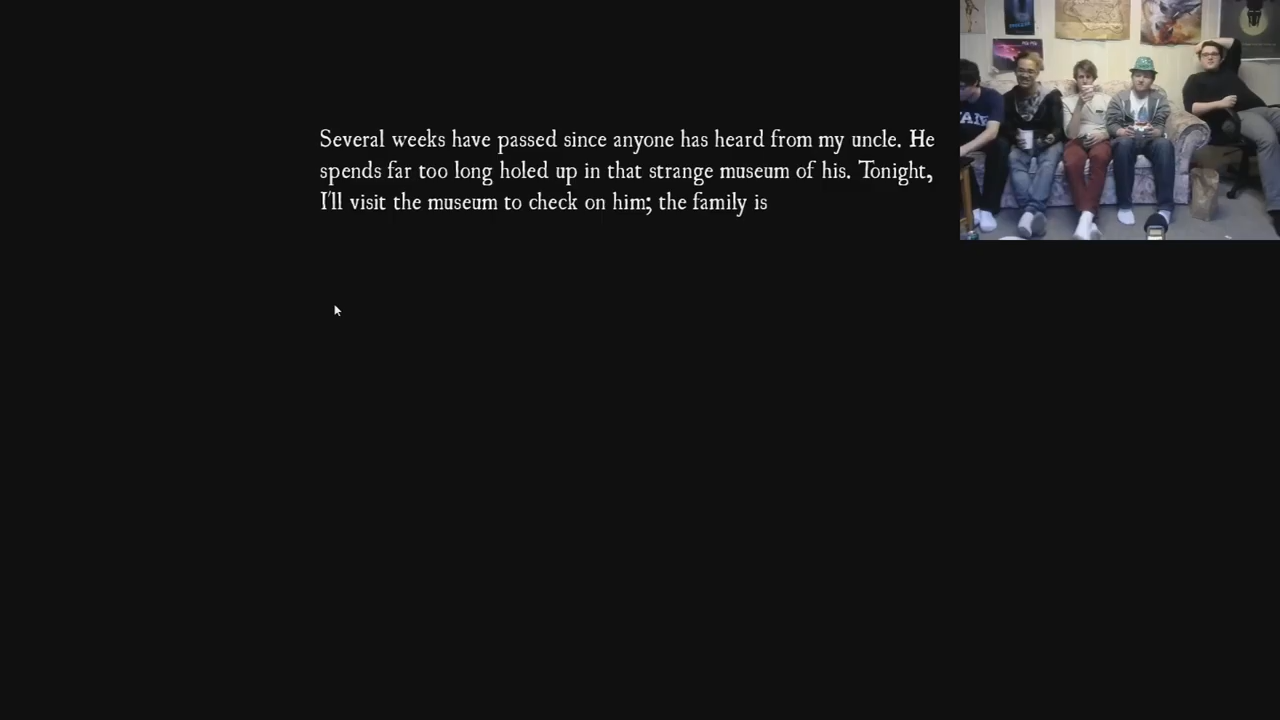 Several weeks have passed since anyone has heard from my uncle. He
spends far too long holed up in that strange museum of his. Tonight,
I'll visit the museum to check on him; the family is